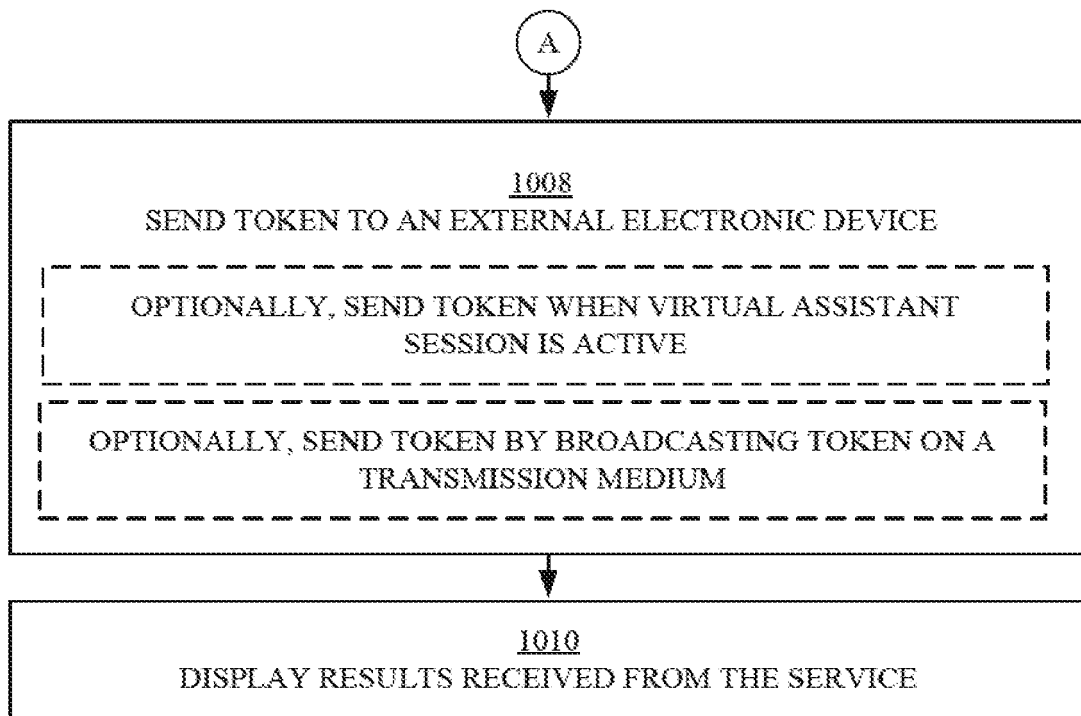 A
1008
SEND TOKEN TO AN EXTERNAL ELECTRONIC DEVICE
OPTIONALLY, SEND TOKEN WHEN VIRTUAL ASSISTANT
SESSION IS ACTIVE
OPTIONALLY, SEND TOKEN BY BROADCASTING TOKEN ON A
TRANSMISSION MEDIUM
1010
DISPLAY RESULTS RECEIVED FROM THE SERVICE